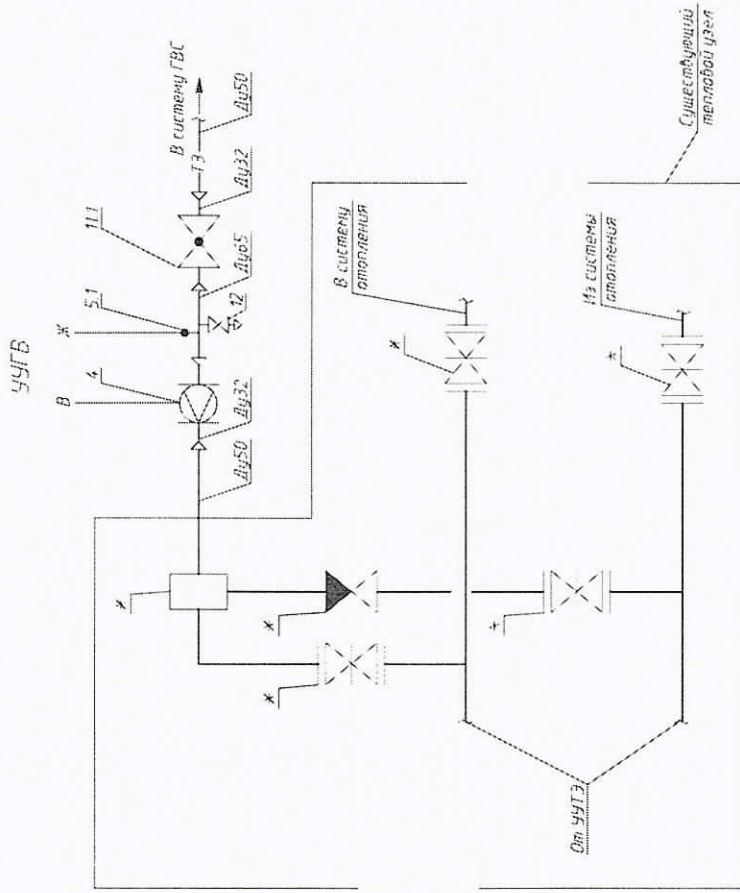 УУГВ
В
4
Ж
5.1
11.1
В систему ГВС
Т3
Ду50
Ду32
Ду65
12
Ду32
Ду50
*
*
*
*
В систему
отопления
*
Из системы
отопления
*
От УУТЭ
Существующий
тепловой узел